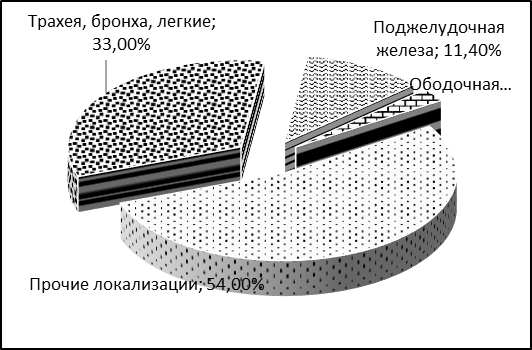 Трахея, бронха, легкие;
33,00%
Поджелудочная
железа; 11,40%
Ободочная...
Прочие локализации; 54,00%